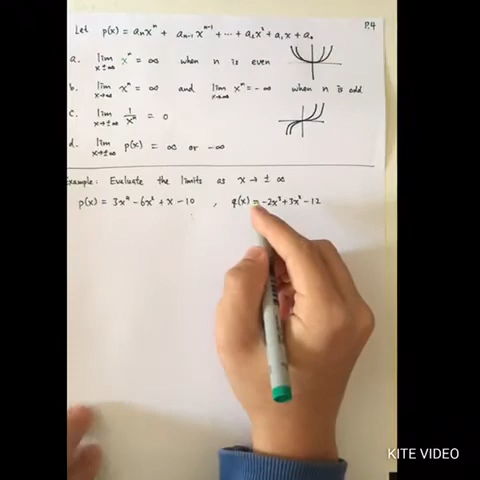 P.4
Let p(x) = aₙxⁿ + aₙ₋₁xⁿ⁻¹ + ... + a₂x² + a₁x + a₀
a. lim x→±∞ xⁿ = ∞ when n is even
b. lim x→∞ xⁿ = ∞ and lim x→-∞ xⁿ = -∞ when n is odd
c. lim x→±∞ 1/xⁿ = 0
d. lim x→±∞ p(x) = ∞ or -∞
Example: Evaluate the limits as x → ±∞
p(x) = 3x⁴ - 6x² + x - 10 , q(x) = -2x³ + 3x² - 12
KITE VIDEO